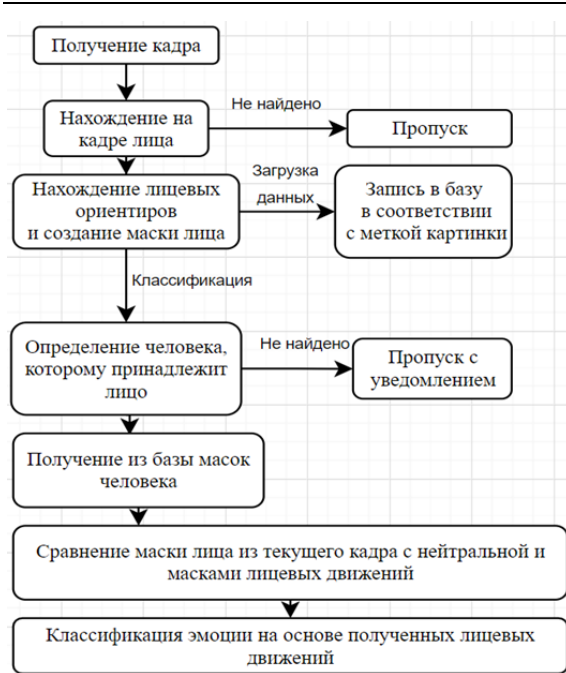 Получение кадра
Не найдено
Нахождение на
кадре лица
Пропуск
Загрузка
данных
Нахождение лицевых
ориентиров
и создание маски лица
Запись в базу
в соответствии
с меткой картинки
Классификация
Определение человека,
которому принадлежит
лицо
Не найдено
Пропуск с
уведомлением
Получение из базы масок
человека
Сравнение маски лица из текущего кадра с нейтральной и
масками лицевых движений
Классификация эмоции на основе полученных лицевых
движений